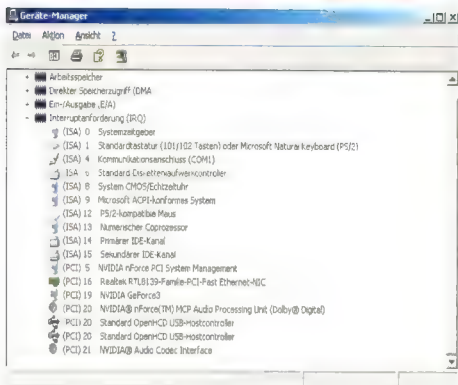 Geräte-Manager
Datei Aktion Ansicht ?
Arbeitsspeicher
Direkter Speicherzugriff (DMA
Ein-/Ausgabe (E/A)
Interruptanforderung (IRQ)
(ISA) 0 Systemzeitgeber
(ISA) 1 Standardtastatur (101/102 Tasten) oder Microsoft Natural Keyboard (PS/2)
(ISA) 4 Kommunikationsanschluss (COM1)
(ISA) 6 Standard Diskettenlaufwerkcontroller
(ISA) 8 System CMOS/Echtzeituhr
(ISA) 9 Microsoft ACPI-konformes System
(ISA) 12 PS/2-kompatible Maus
(ISA) 13 Numerischer Coprozessor
(ISA) 14 Primärer IDE-Kanal
(ISA) 15 Sekundärer IDE-Kanal
(PCI) 5 NVIDIA nForce PCI System Management
(PCI) 16 Realtek RTL8139-Familie-PCI-Fast Ethernet-NIC
(PCI) 19 NVIDIA GeForce3
(PCI) 20 NVIDIA® nForce(TM) MCP Audio Processing Unit (Dolby® Digital)
(PCI) 20 Standard OpenHCD USB-Hostcontroller
(PCI) 20 Standard OpenHCD USB-Hostcontroller
(PCI) 21 NVIDIA® Audio Codec Interface